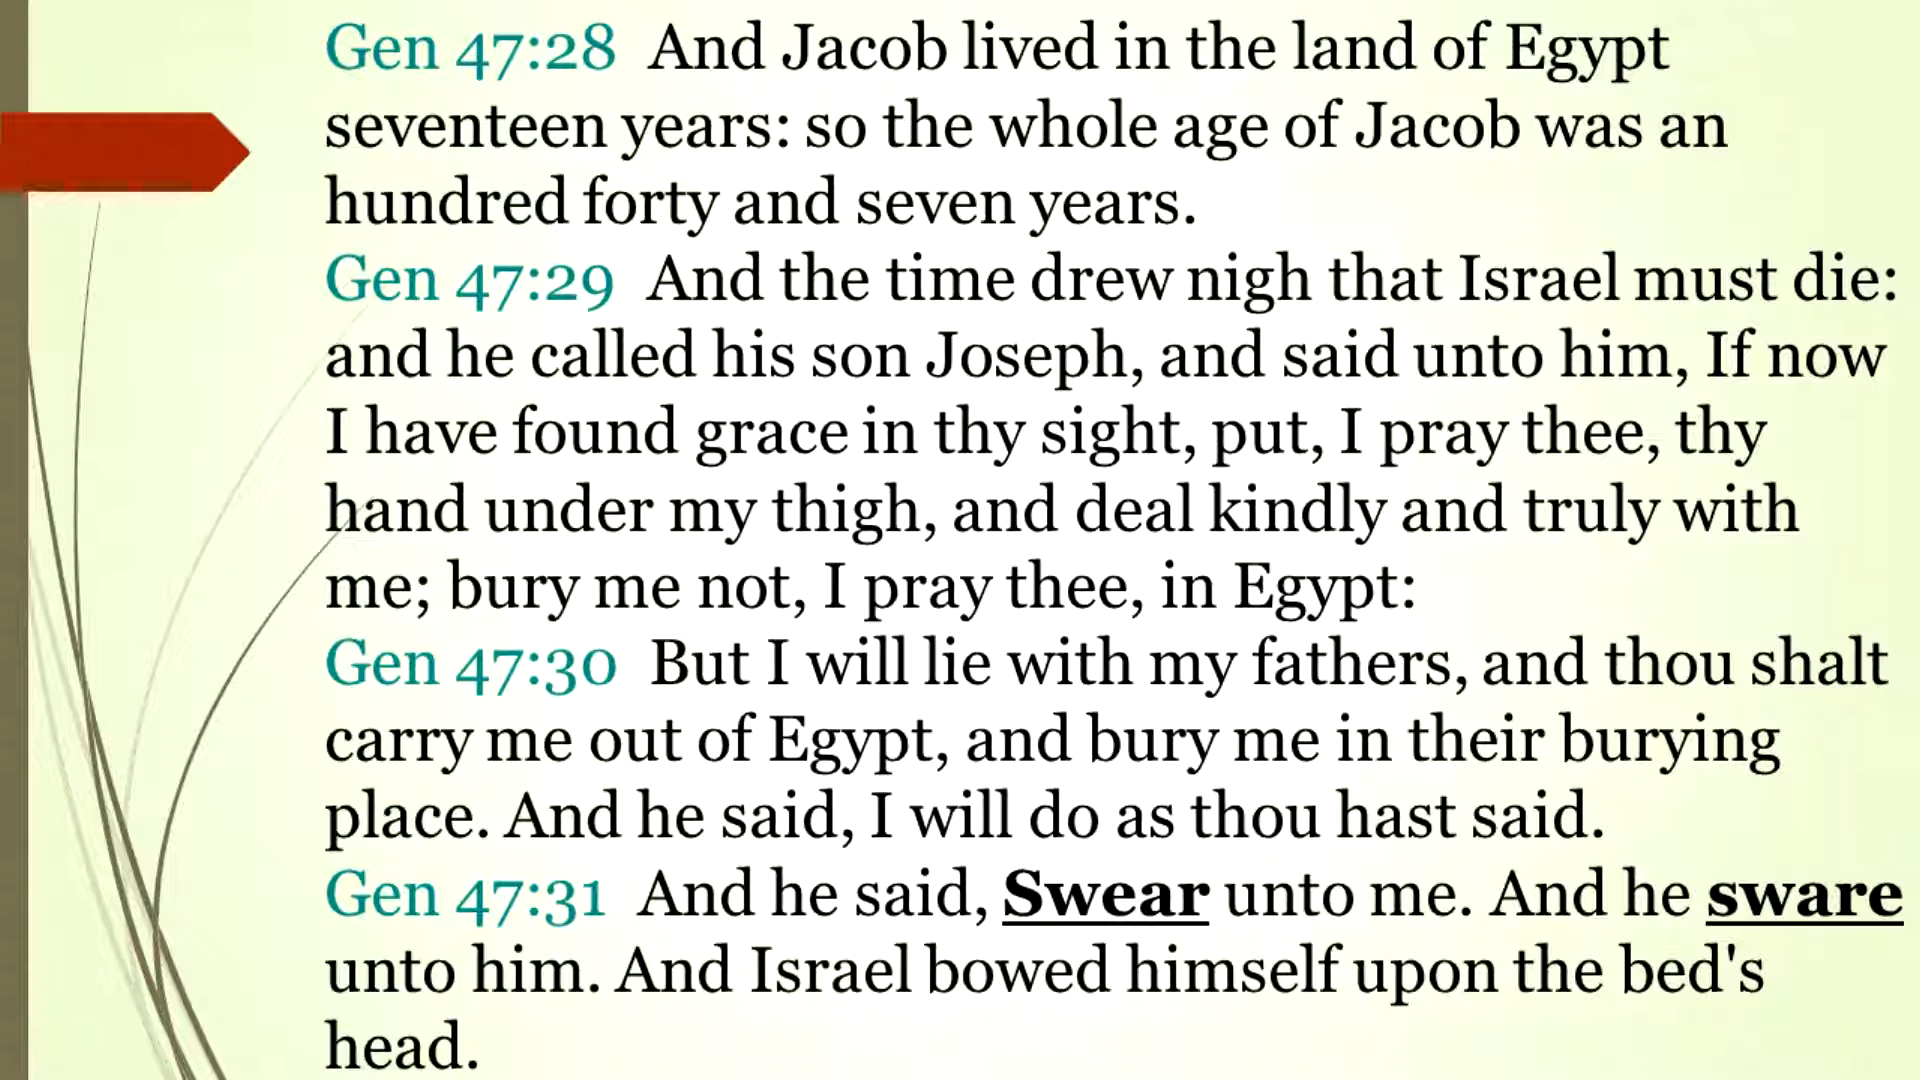 Gen 47:28  And Jacob lived in the land of Egypt
seventeen years: so the whole age of Jacob was an
hundred forty and seven years.
Gen 47:29  And the time drew nigh that Israel must die:
and he called his son Joseph, and said unto him, If now
I have found grace in thy sight, put, I pray thee, thy
hand under my thigh, and deal kindly and truly with
me; bury me not, I pray thee, in Egypt:
Gen 47:30  But I will lie with my fathers, and thou shalt
carry me out of Egypt, and bury me in their burying
place. And he said, I will do as thou hast said.
Gen 47:31  And he said, Swear unto me. And he sware
unto him. And Israel bowed himself upon the bed's
head.